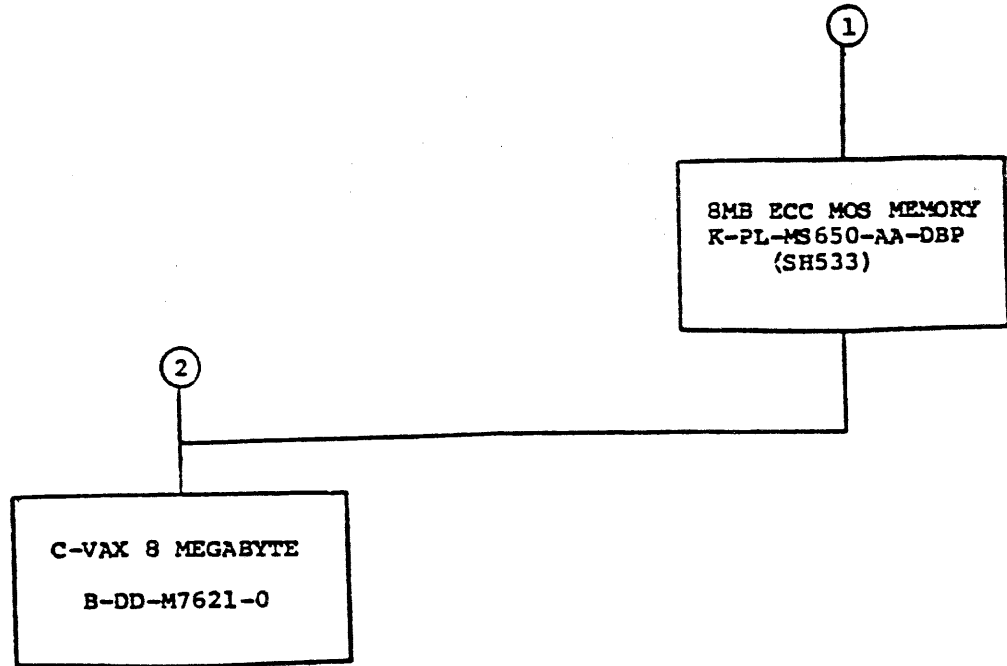 1
8MB ECC MOS MEMORY
K-PL-MS650-AA-DBP
(SH533)
2
C-VAX 8 MEGABYTE
B-DD-M7621-0